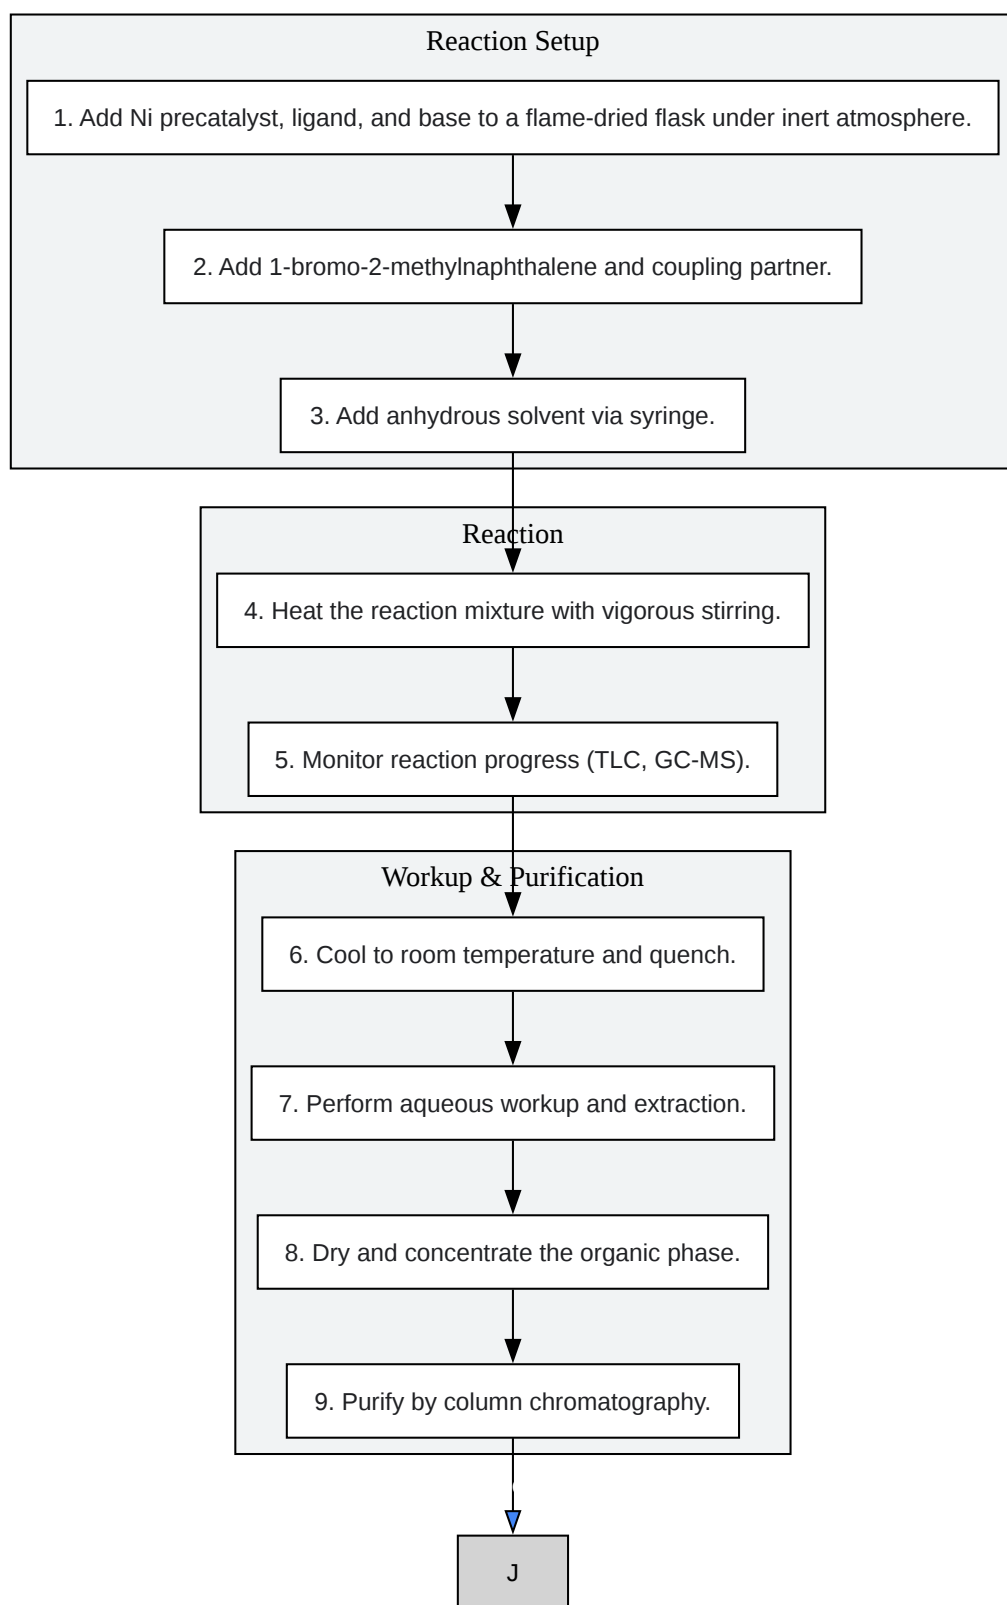 Reaction Setup
1. Add Ni precatalyst, ligand, and base to a flame-dried flask under inert atmosphere.
2. Add 1-bromo-2-methylnaphthalene and coupling partner.
3. Add anhydrous solvent via syringe.
Reaction
4. Heat the reaction mixture with vigorous stirring.
5. Monitor reaction progress (TLC, GC-MS).
Workup & Purification
6. Cool to room temperature and quench.
7. Perform aqueous workup and extraction.
8. Dry and concentrate the organic phase.
9. Purify by column chromatography.
J